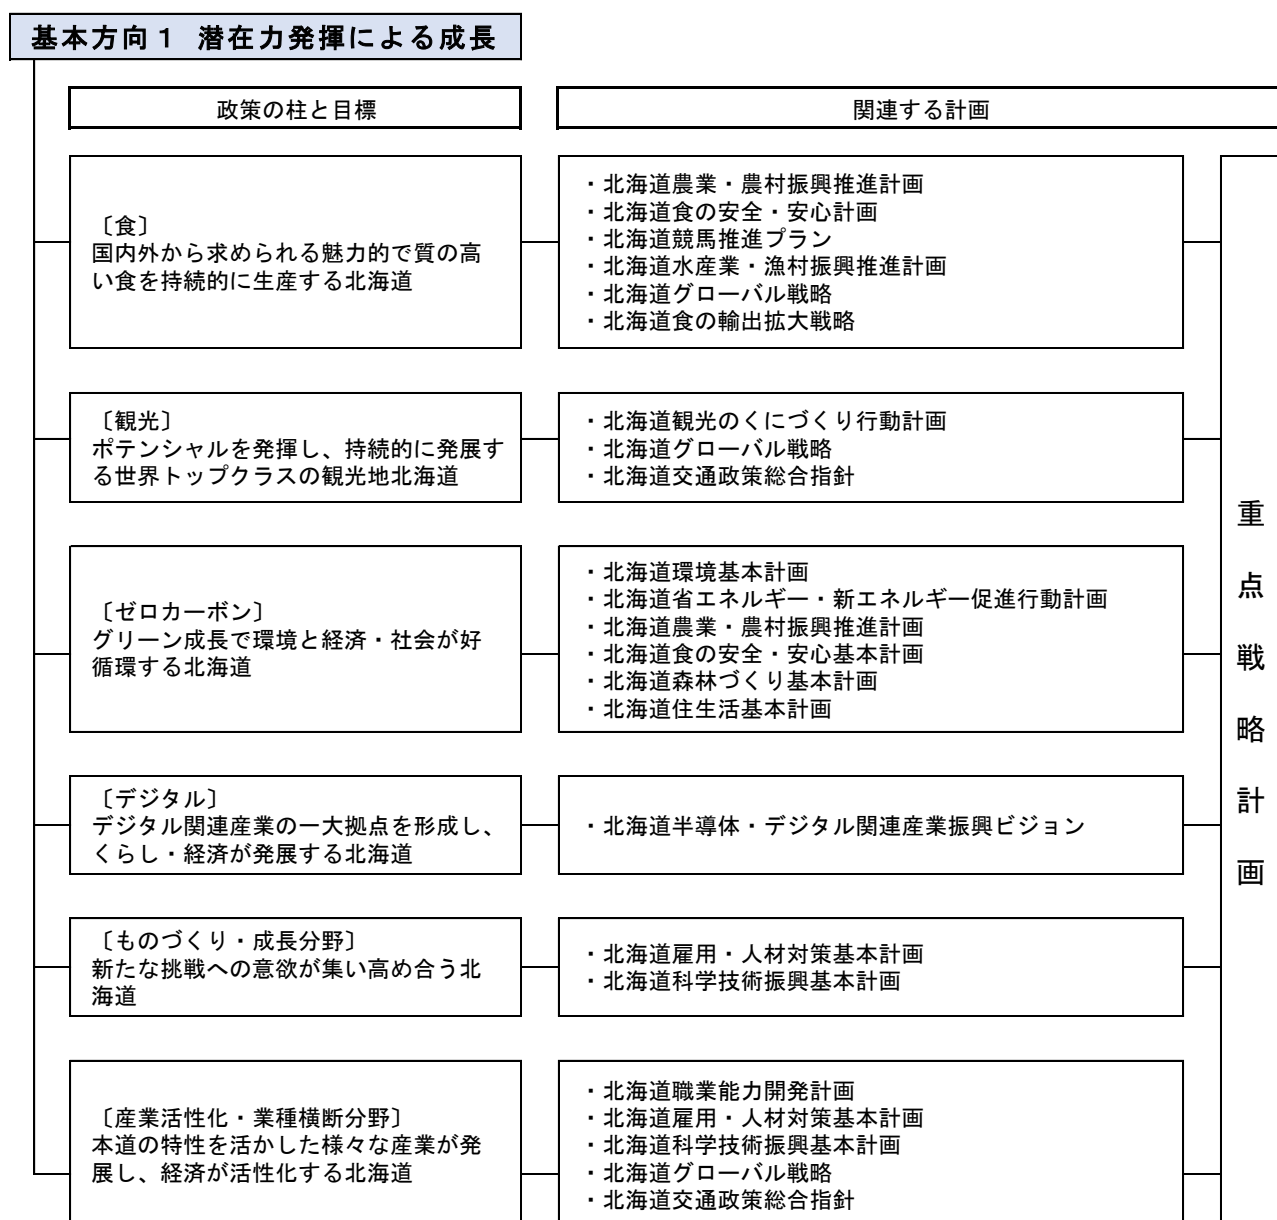 基本方向１ 潜在力発揮による成長
政策の柱と目標
関連する計画
〔食〕
国内外から求められる魅力的で質の高
い食を持続的に生産する北海道
・北海道農業・農村振興推進計画
・北海道食の安全・安心計画
・北海道競馬推進プラン
・北海道水産業・漁村振興推進計画
・北海道グローバル戦略
・北海道食の輸出拡大戦略
〔観光〕
ポテンシャルを発揮し、持続的に発展す
る世界トップクラスの観光地北海道
・北海道観光のくにづくり行動計画
・北海道グローバル戦略
・北海道交通政策総合指針
〔ゼロカーボン〕
グリーン成長で環境と経済・社会が好
循環する北海道
・北海道環境基本計画
・北海道省エネルギー・新エネルギー促進行動計画
・北海道農業・農村振興推進計画
・北海道食の安全・安心基本計画
・北海道森林づくり基本計画
・北海道住生活基本計画
〔デジタル〕
デジタル関連産業の一大拠点を形成し、
くらし・経済が発展する北海道
・北海道半導体・デジタル関連産業振興ビジョン
〔ものづくり・成長分野〕
新たな挑戦への意欲が集い高め合う北
海道
・北海道雇用・人材対策基本計画
・北海道科学技術振興基本計画
〔産業活性化・業種横断分野〕
本道の特性を活かした様々な産業が発
展し、経済が活性化する北海道
・北海道職業能力開発計画
・北海道雇用・人材対策基本計画
・北海道科学技術振興基本計画
・北海道グローバル戦略
・北海道交通政策総合指針
重点戦略計画